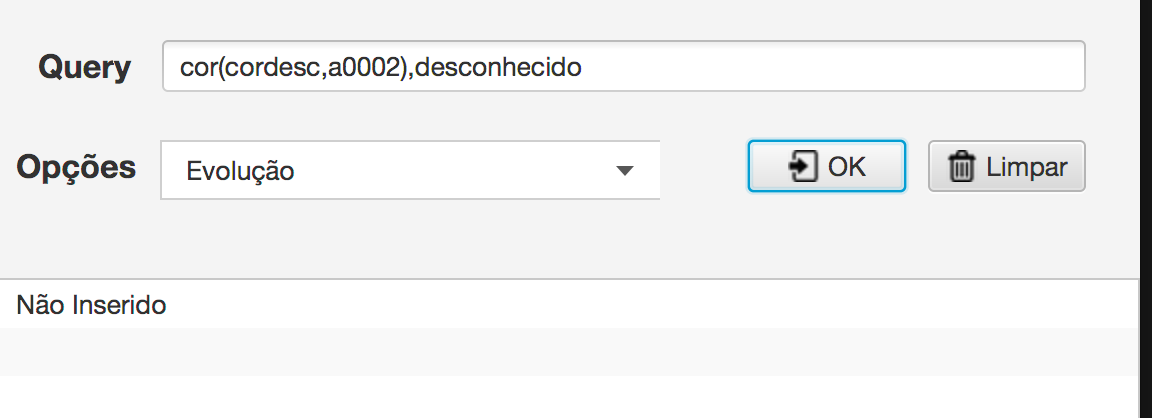 Query
cor(cordesc,a0002),desconhecido
Opções
Evolução
OK
Limpar
Não Inserido